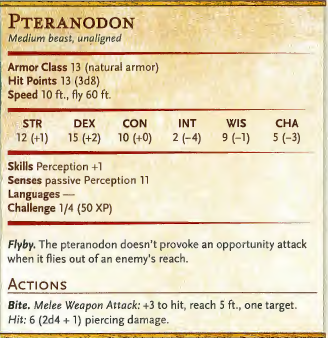 PTERANODON
Medium beast, unaligned
Armor Class 13 (natural armor)
Hit Points 13 (3d8)
Speed 10 ft., fly 60 ft.
STR DEX CON INT WIS CHA
12 (+1) 15 (+2) 10 (+0) 2 (−4) 9 (−1) 5 (−3)
Skills Perception +1
Senses passive Perception 11
Languages —
Challenge 1/4 (50 XP)
Flyby. The pteranodon doesn't provoke an opportunity attack
when it flies out of an enemy's reach.
ACTIONS
Bite. Melee Weapon Attack: +3 to hit, reach 5 ft., one target.
Hit: 6 (2d4 + 1) piercing damage.